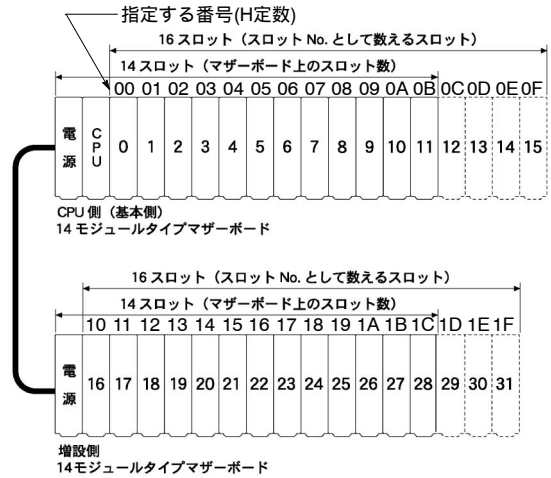 指定する番号(H定数)
16 スロット（スロット No. として数えるスロット）
14 スロット（マザーボード上のスロット数）
00 01 02 03 04 05 06 07 08 09 0A 0B 0C 0D 0E 0F
電源 CPU 0 1 2 3 4 5 6 7 8 9 10 11 12 13 14 15
CPU 側（基本側）
14 モジュールタイプマザーボード
16 スロット（スロット No. として数えるスロット）
14 スロット（マザーボード上のスロット数）
10 11 12 13 14 15 16 17 18 19 1A 1B 1C 1D 1E 1F
電源 16 17 18 19 20 21 22 23 24 25 26 27 28 29 30 31
増設側
14モジュールタイプマザーボード